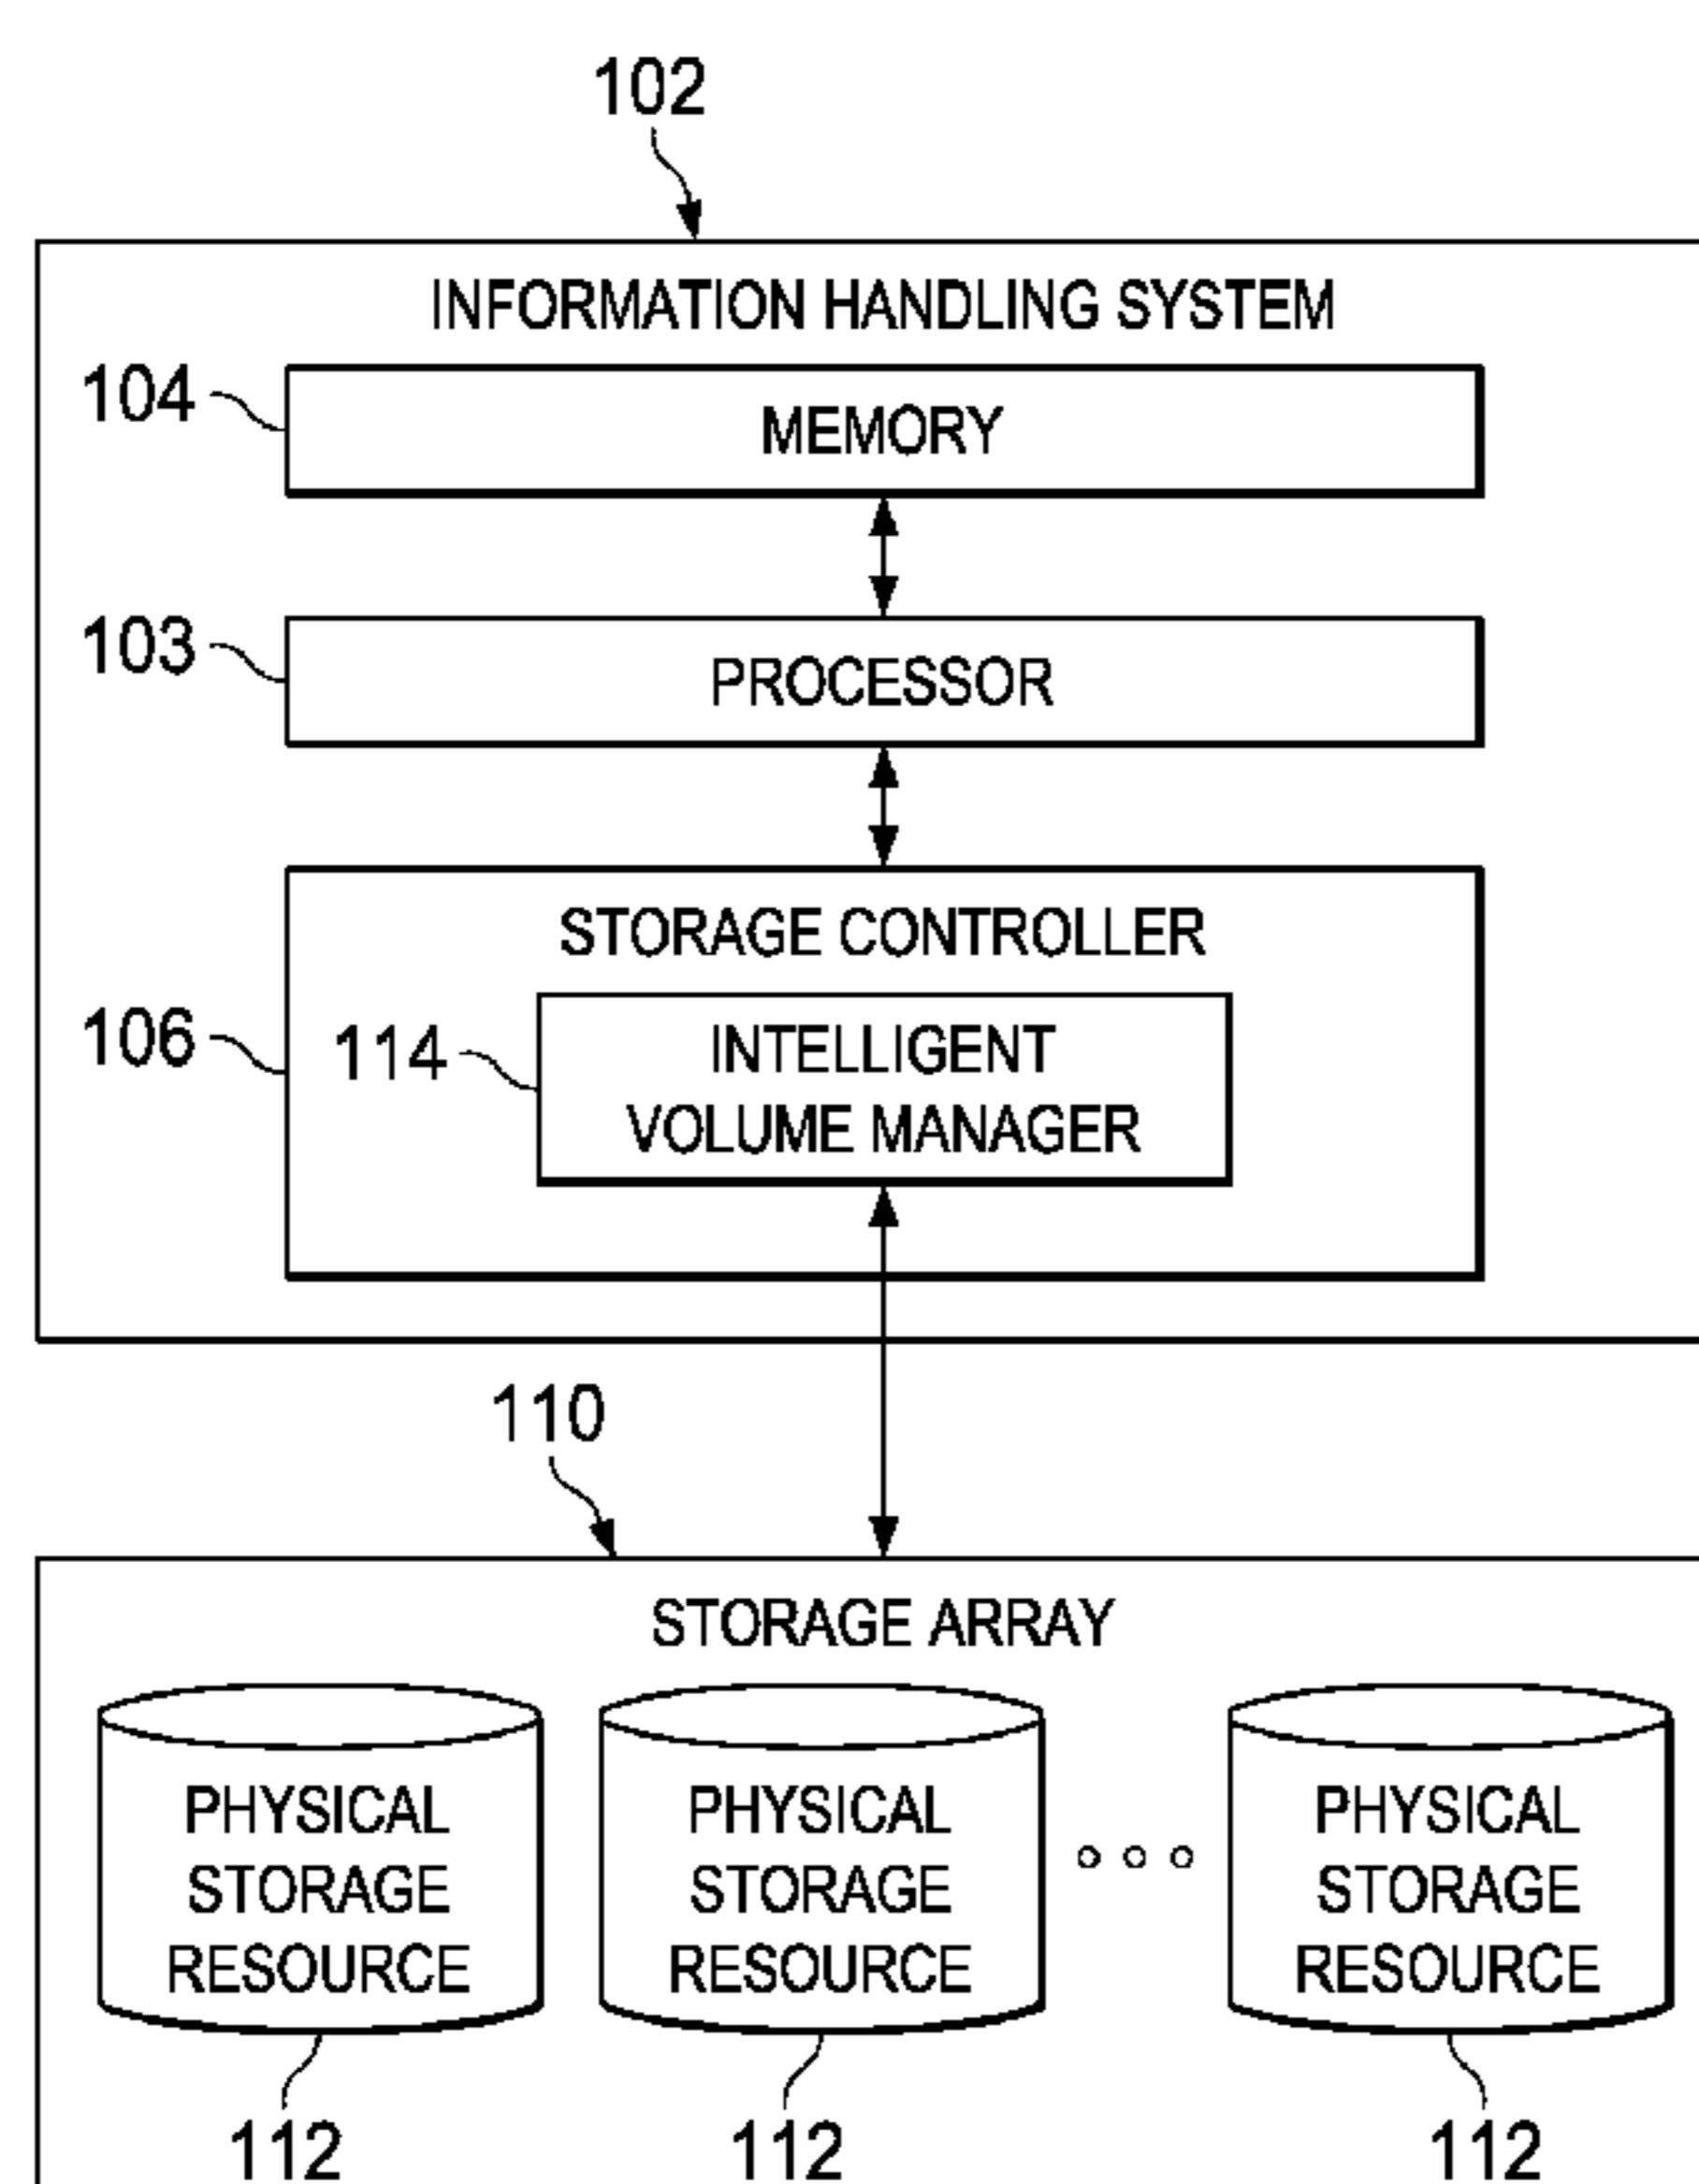 102
INFORMATION HANDLING SYSTEM
104
MEMORY
103
PROCESSOR
STORAGE CONTROLLER
106
114
INTELLIGENT
VOLUME MANAGER
110
STORAGE ARRAY
PHYSICAL
STORAGE
RESOURCE
PHYSICAL
STORAGE
RESOURCE
PHYSICAL
STORAGE
RESOURCE
112
112
112